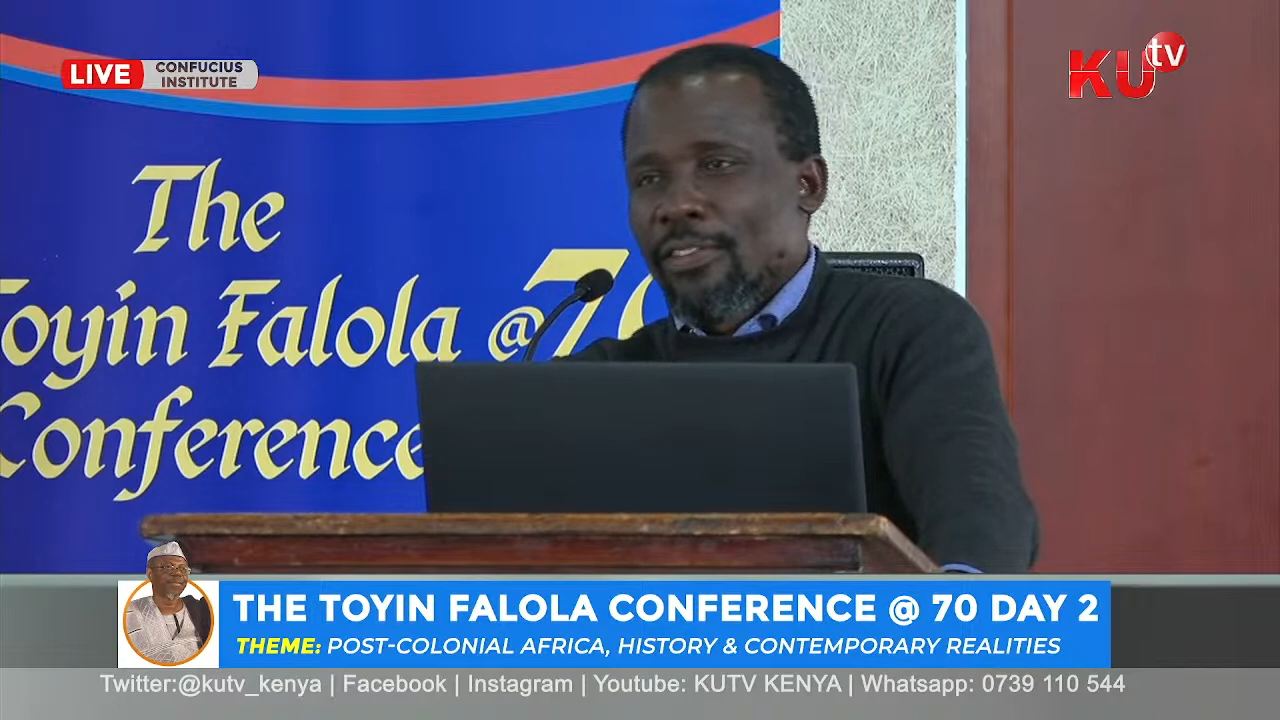 LIVE
CONFUCIUS
INSTITUTE
KU tv
The
Toyin Falola @ 70
Conference
THE TOYIN FALOLA CONFERENCE @ 70 DAY 2
THEME: POST-COLONIAL AFRICA, HISTORY & CONTEMPORARY REALITIES
Twitter:@kutv_kenya | Facebook | Instagram | Youtube: KUTV KENYA | Whatsapp: 0739 110 544